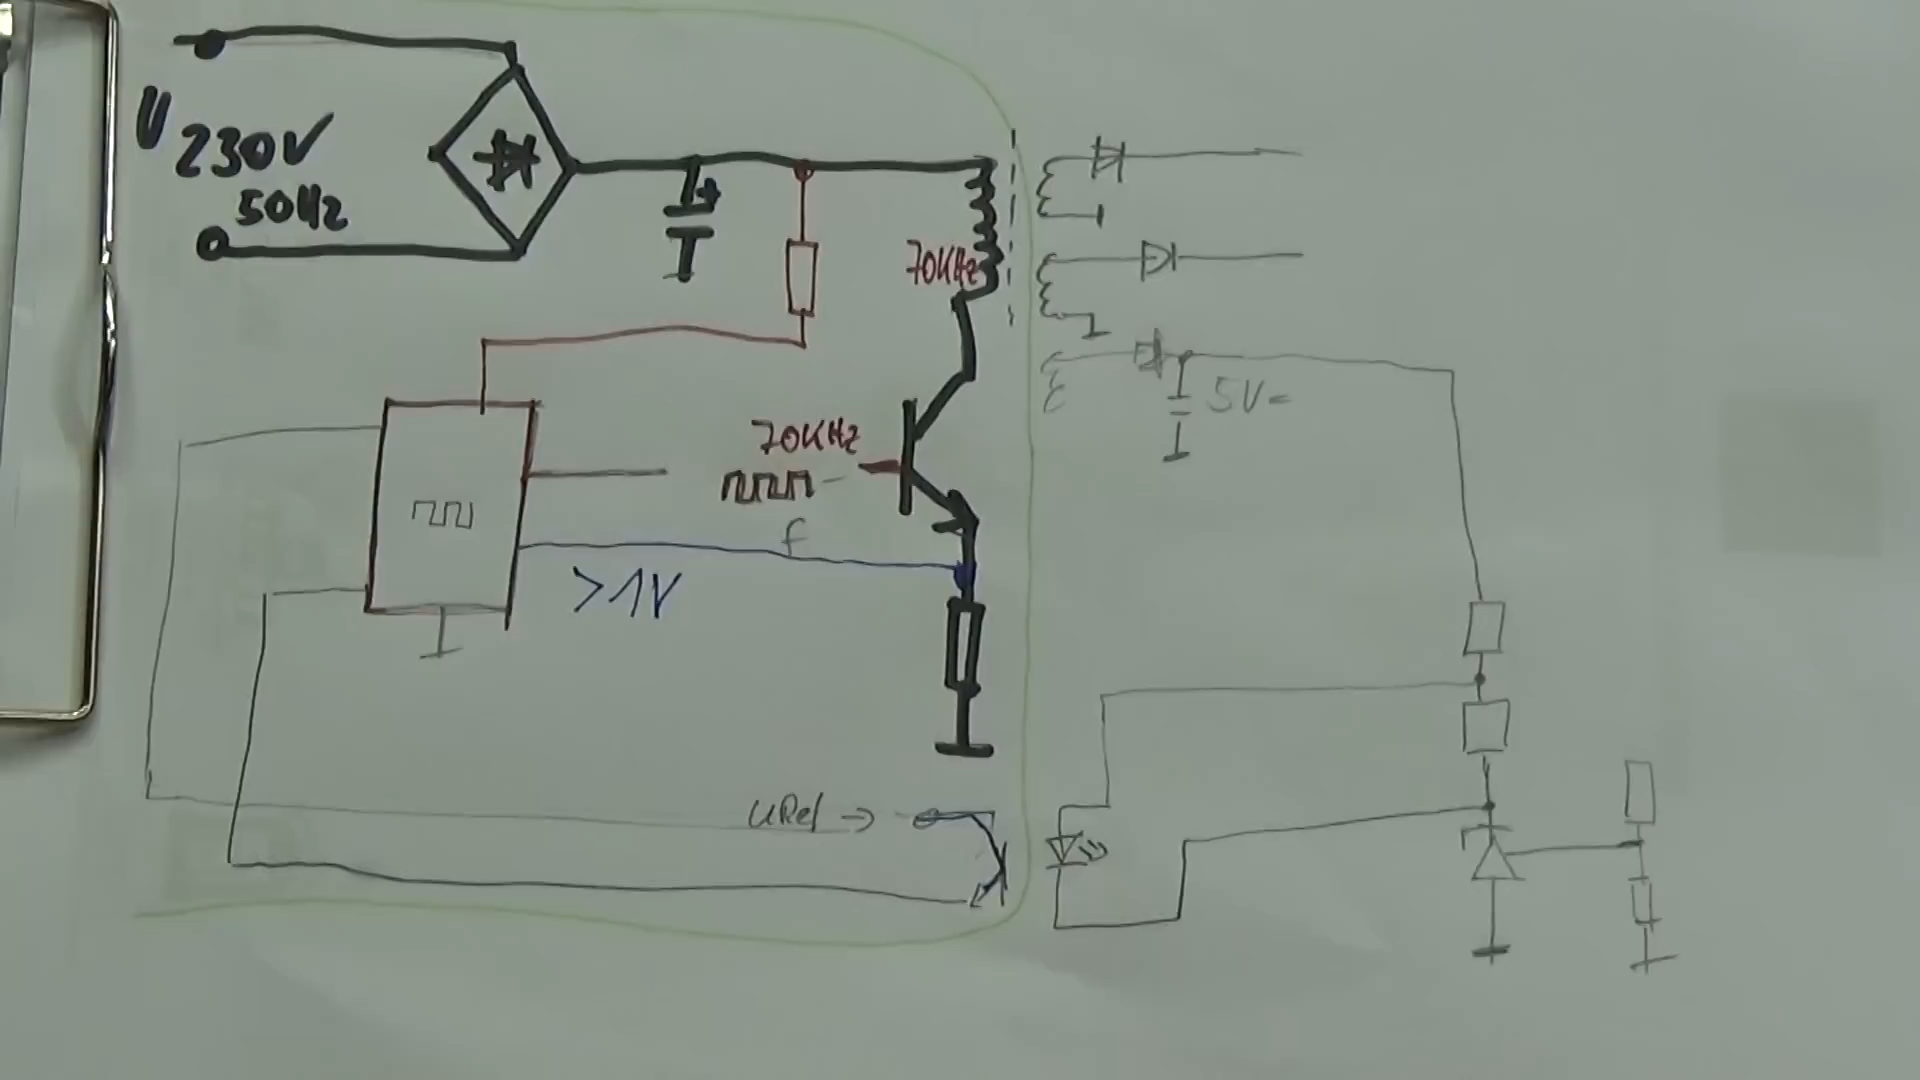 U 230V
50Hz
+
70KHz
70KHz
5V=
f
>1V
URef →